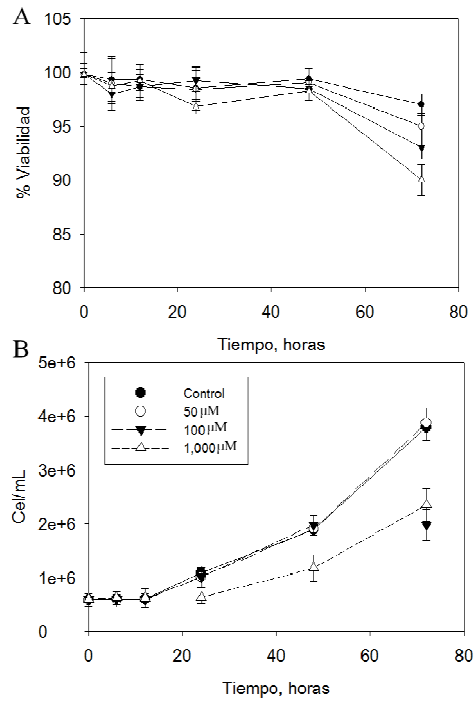 A
105
100
95
90
85
80
% Viabilidad
0
20
40
60
80
Tiempo, horas
B
5e+6
4e+6
3e+6
2e+6
1e+6
0
Cel/mL
Control
50 µM
100 µM
1,000 µM
0
20
40
60
80
Tiempo, horas